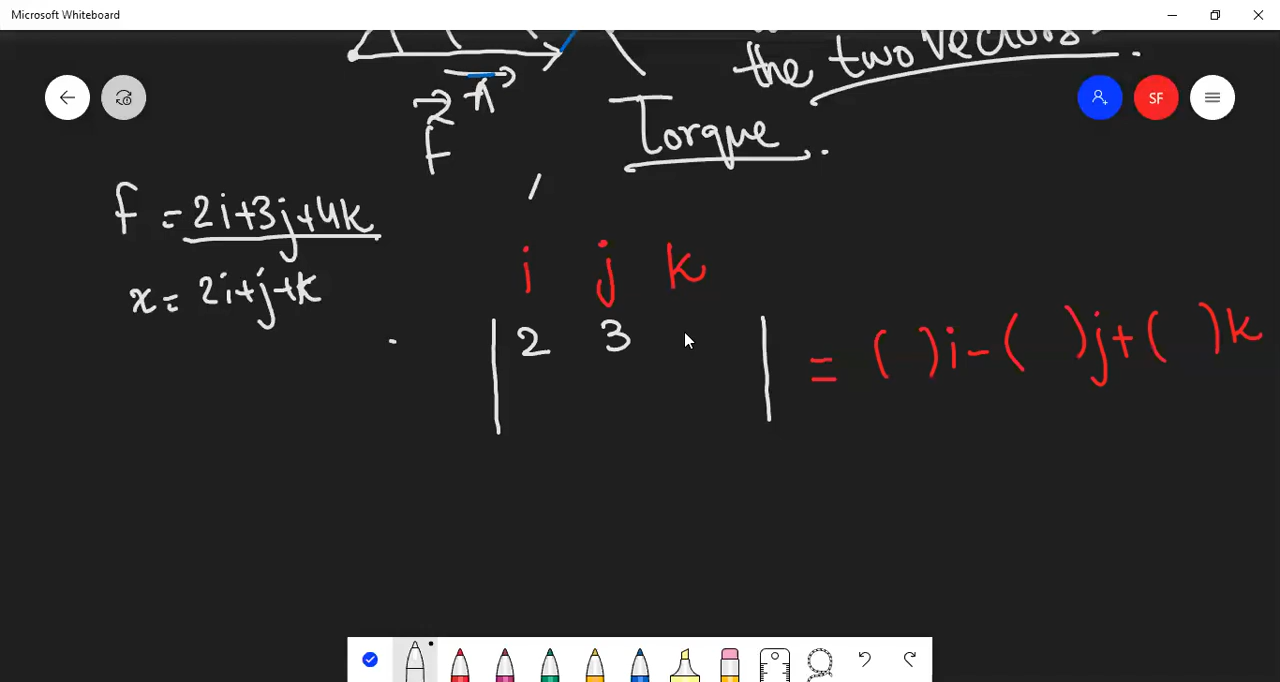 Microsoft Whiteboard
the two vectors.
SF
F
Torque
f = 2i+3j+4k
x = 2i+j+k
i j k
| 2 3 | = ( )i - ( )j + ( )k